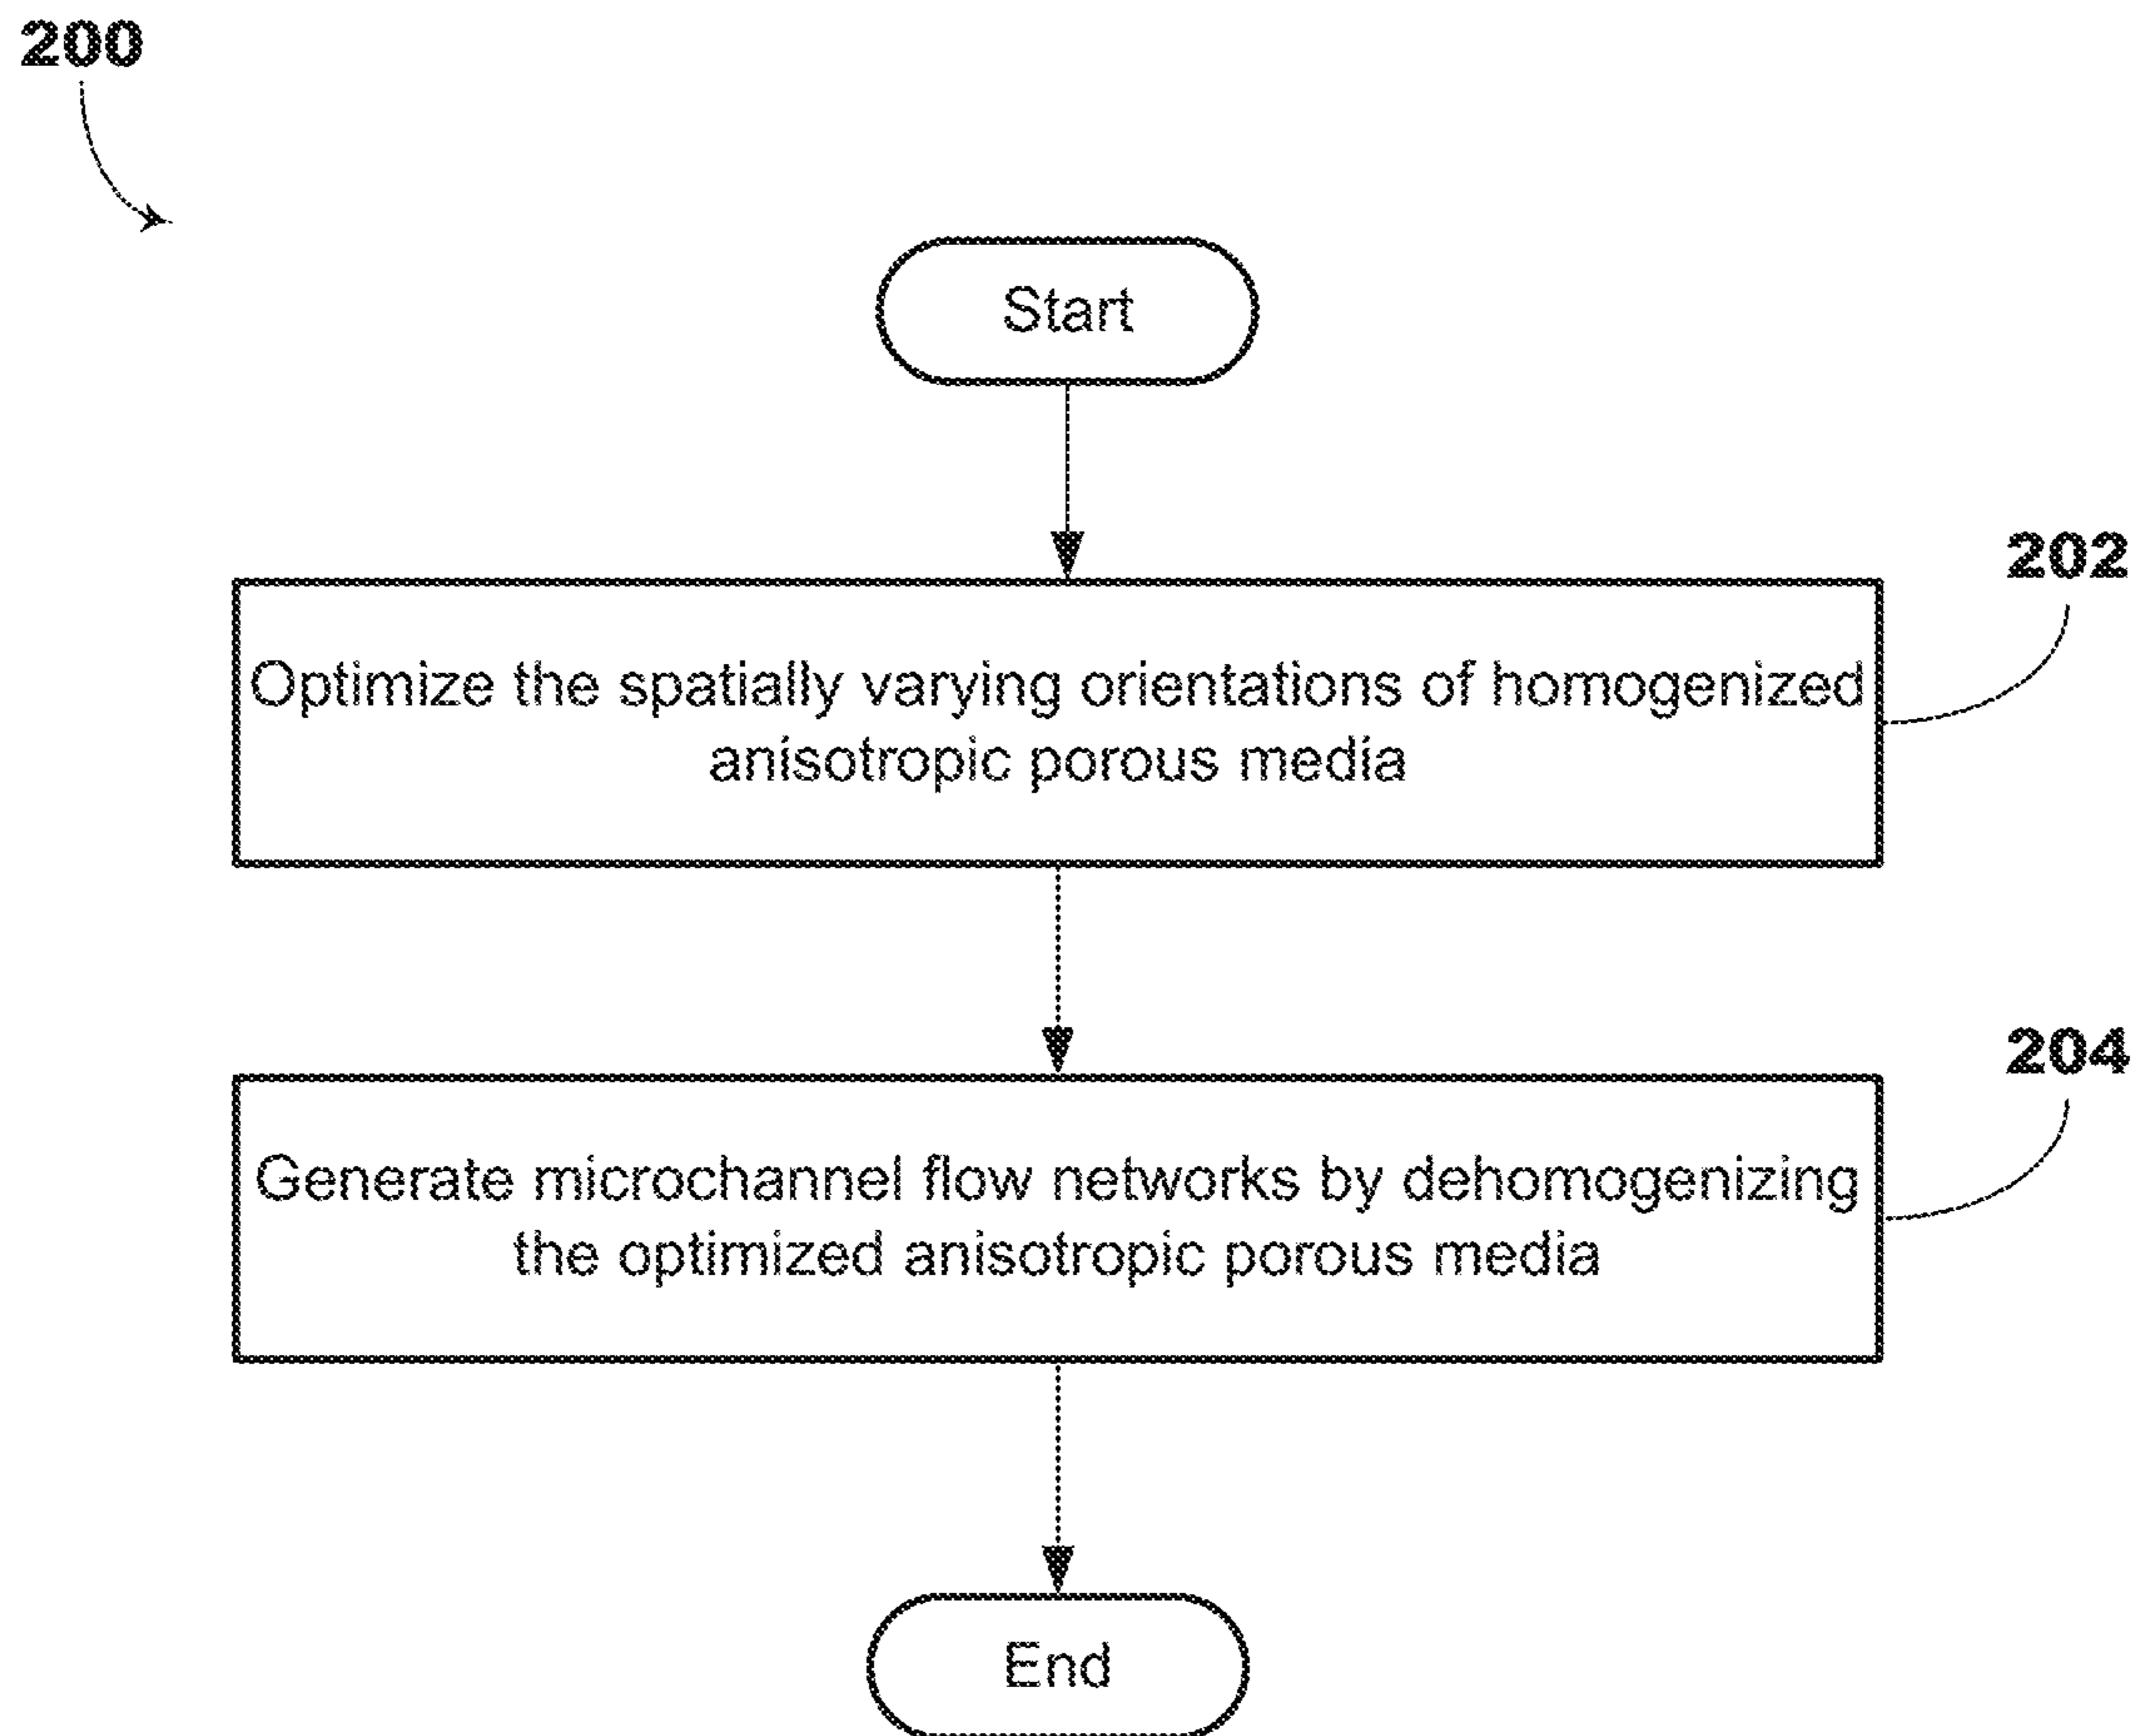 200
Start
202
Optimize the spatially varying orientations of homogenized
anisotropic porous media
204
Generate microchannel flow networks by dehomogenizing
the optimized anisotropic porous media
End